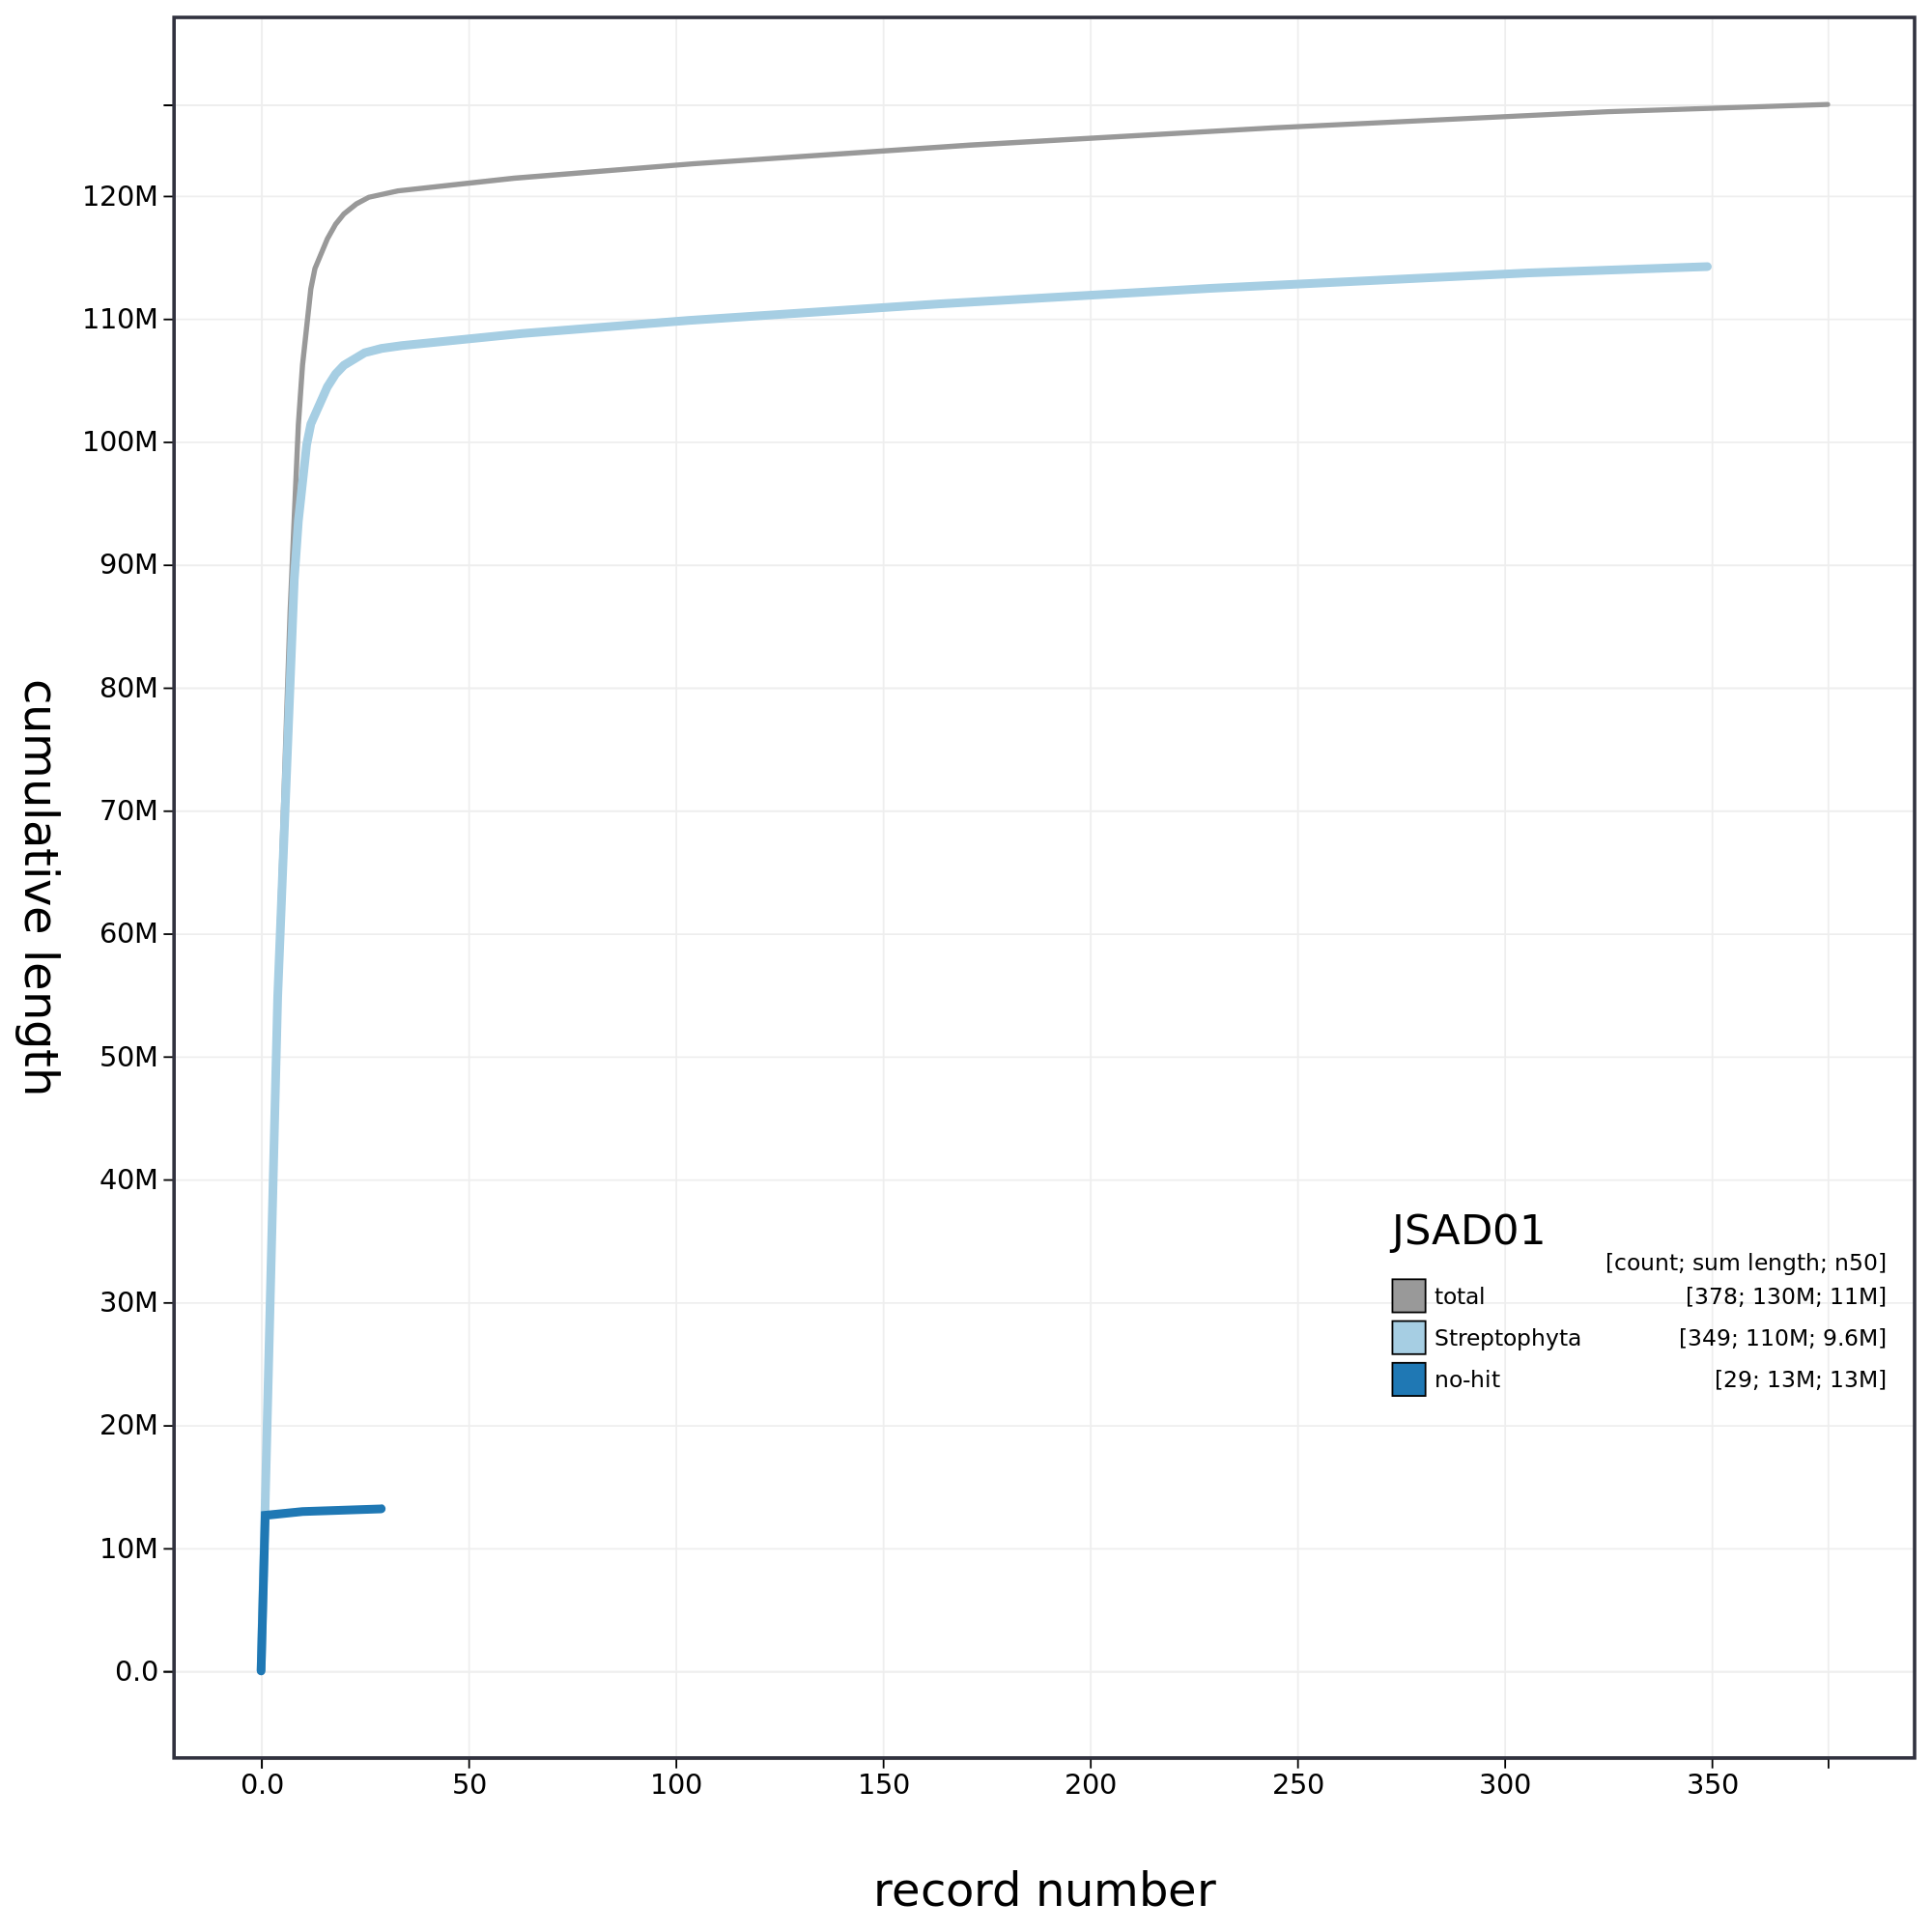 120M
110M
100M
90M
80M
70M
60M
50M
40M
30M
20M
10M
0.0
cumulative length
JSAD01
[count; sum length; n50]
total [378; 130M; 11M]
Streptophyta [349; 110M; 9.6M]
no-hit [29; 13M; 13M]
0.0 50 100 150 200 250 300 350
record number